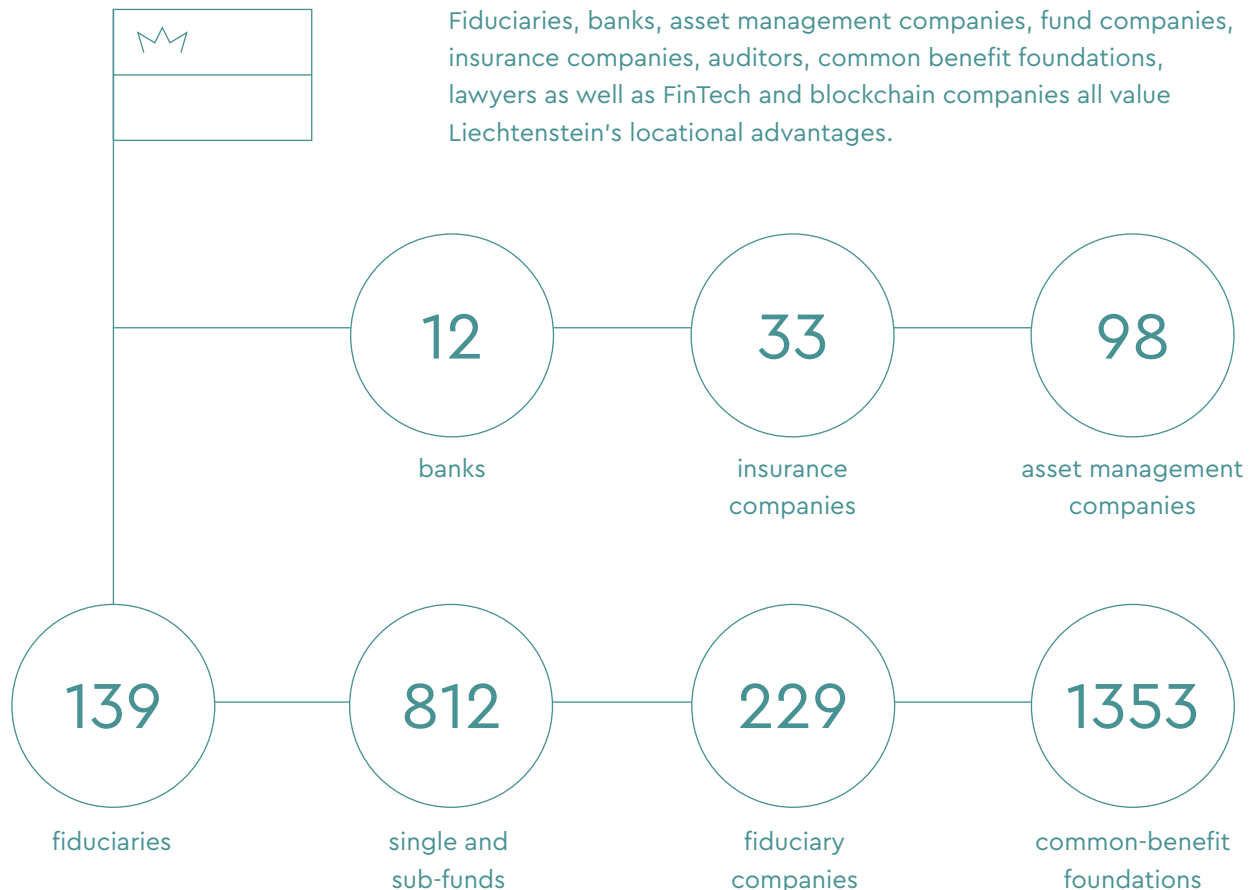 Fiduciaries, banks, asset management companies, fund companies,
insurance companies, auditors, common benefit foundations,
lawyers as well as FinTech and blockchain companies all value
Liechtenstein's locational advantages.
12
banks
33
insurance
companies
98
asset management
companies
139
fiduciaries
812
single and
sub-funds
229
fiduciary
companies
1353
common-benefit
foundations